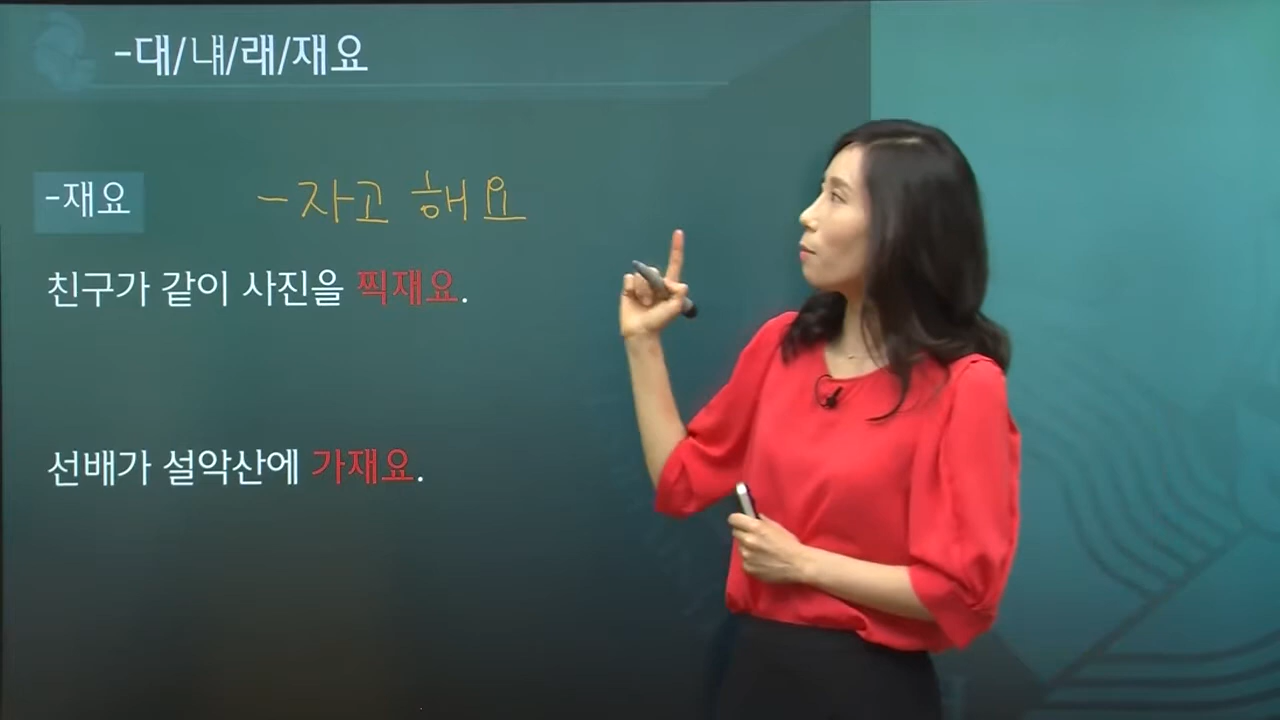 -대/냬/래/재요
-재요 -자고 해요
친구가 같이 사진을 찍재요.
선배가 설악산에 가재요.